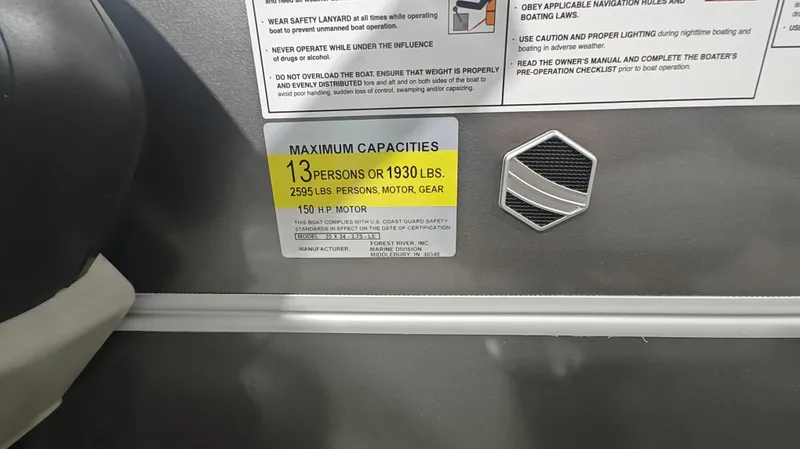 and need all
· WEAR SAFETY LANYARD at all times while operating
boat to prevent unmanned boat operation.
· NEVER OPERATE WHILE UNDER THE INFLUENCE
of drugs or alcohol.
· DO NOT OVERLOAD THE BOAT. ENSURE THAT WEIGHT IS PROPERLY
AND EVENLY DISTRIBUTED fore and aft and on both sides of the boat to
avoid poor handling, sudden loss of control, swamping and/or capsizing.
· OBEY APPLICABLE NAVIGATION RULES AND
BOATING LAWS.
· USE CAUTION AND PROPER LIGHTING during nighttime boating and
boating in adverse weather.
· READ THE OWNER'S MANUAL AND COMPLETE THE BOATER'S
PRE-OPERATION CHECKLIST prior to boat operation.
MAXIMUM CAPACITIES
13 PERSONS OR 1930 LBS.
2595 LBS. PERSONS, MOTOR, GEAR
150 H.P. MOTOR
THIS BOAT COMPLIES WITH U.S. COAST GUARD SAFETY
STANDARDS IN EFFECT ON THE DATE OF CERTIFICATION
MODEL: 25 X 24 - 2.75 - LE
MANUFACTURER: FOREST RIVER, INC.
MARINE DIVISION
MIDDLEBURY, IN 46540